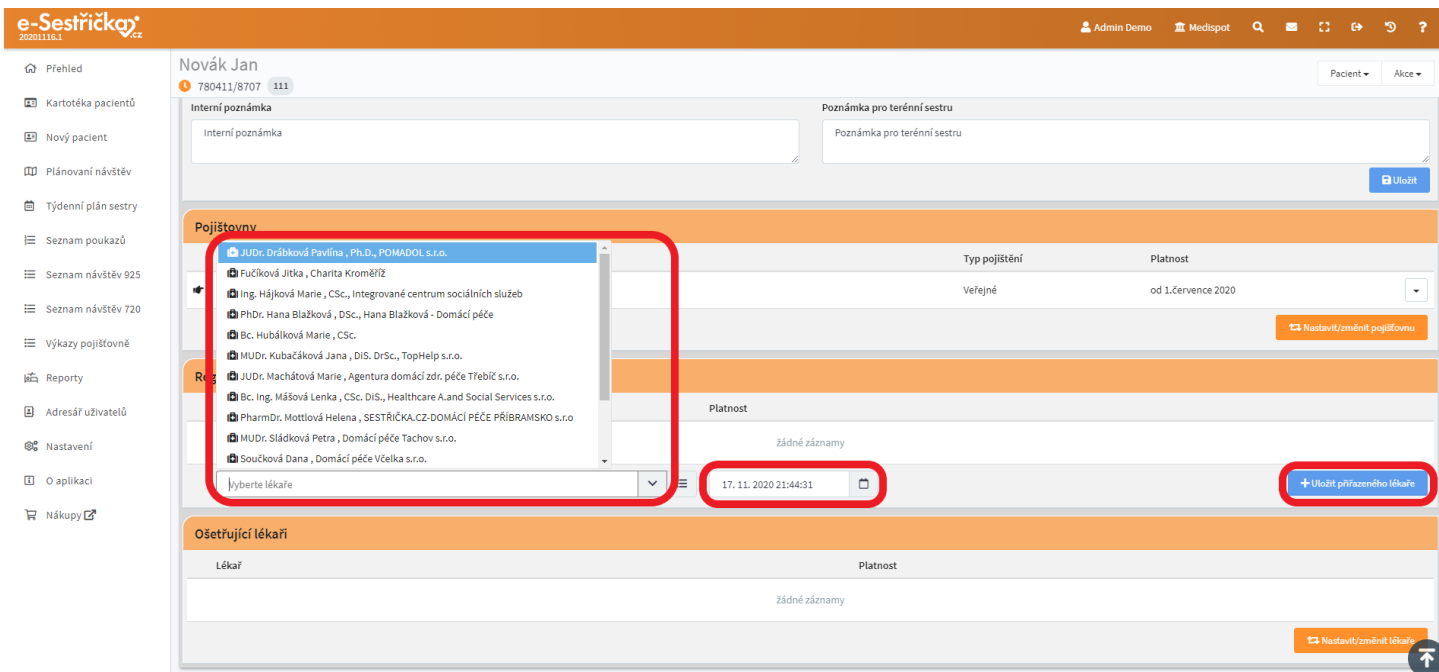 e-Sestřička.cz
20201116.1
Admin Demo
Medispot
Přehled
Kartotéka pacientů
Nový pacient
Plánovaní návštěv
Týdenní plán sestry
Seznam poukazů
Seznam návštěv 925
Seznam návštěv 720
Výkazy pojišťovně
Reporty
Adresář uživatelů
Nastavení
O aplikaci
Nákupy
Novák Jan
780411/8707 111
Pacient
Akce
Interní poznámka
Poznámka pro terénní sestru
Interní poznámka
Poznámka pro terénní sestru
Uložit
Pojišťovny
Typ pojištění
Platnost
Veřejné
od 1.července 2020
Nastavit/změnit pojišťovnu
JUDr. Drábková Pavlína , Ph.D., POMADOL s.r.o.
Fučíková Jitka , Charita Kroměříž
Ing. Hájková Marie , CSc., Integrované centrum sociálních služeb
PhDr. Hana Blažková , DSc., Hana Blažková - Domácí péče
Bc. Hubálková Marie , CSc.
MUDr. Kubačáková Jana , DiS. DrSc., TopHelp s.r.o.
JUDr. Machátová Marie , Agentura domácí zdr. péče Třebíč s.r.o.
Bc. Ing. Mášová Lenka , CSc. DiS., Healthcare A.and Social Services s.r.o.
PharmDr. Mottlová Helena , SESTŘIČKA.CZ-DOMÁCÍ PÉČE PŘÍBRAMSKO s.r.o
MUDr. Sládková Petra , Domácí péče Tachov s.r.o.
Součková Dana , Domácí péče Včelka s.r.o.
Platnost
žádné záznamy
Vyberte lékaře
17. 11. 2020 21:44:31
Uložit přiřazeného lékaře
Ošetřující lékaři
Lékař
Platnost
žádné záznamy
Nastavit/změnit lékaře